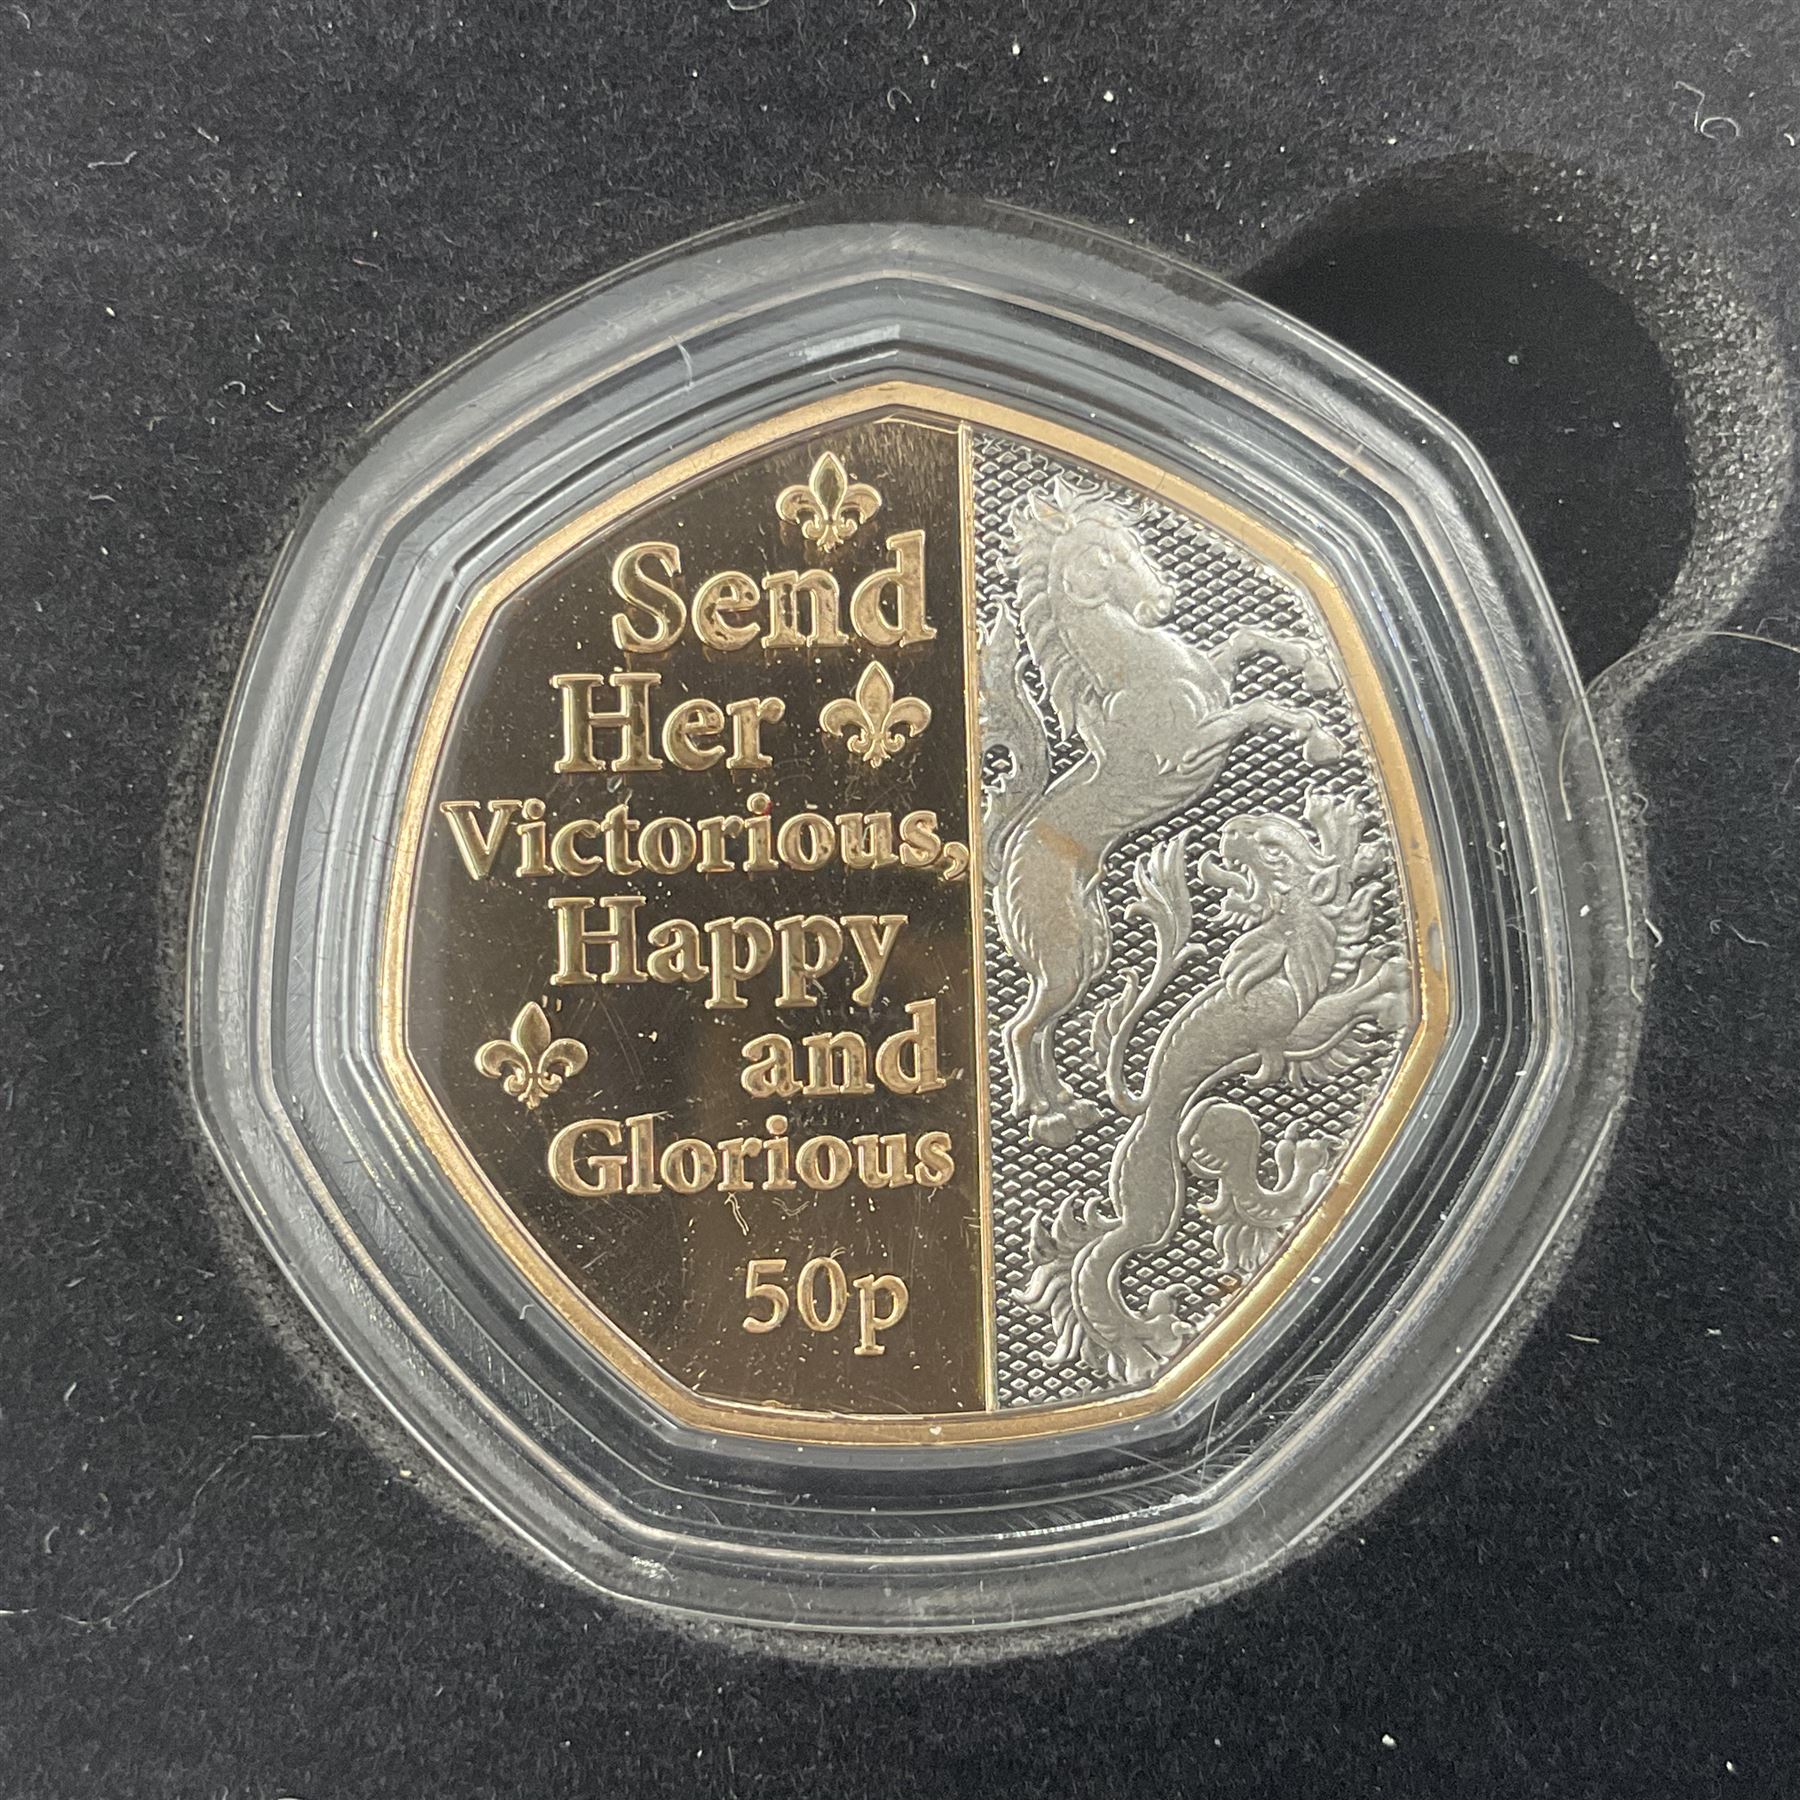 Send
Her
Victorious,
Happy
and
Glorious
50p